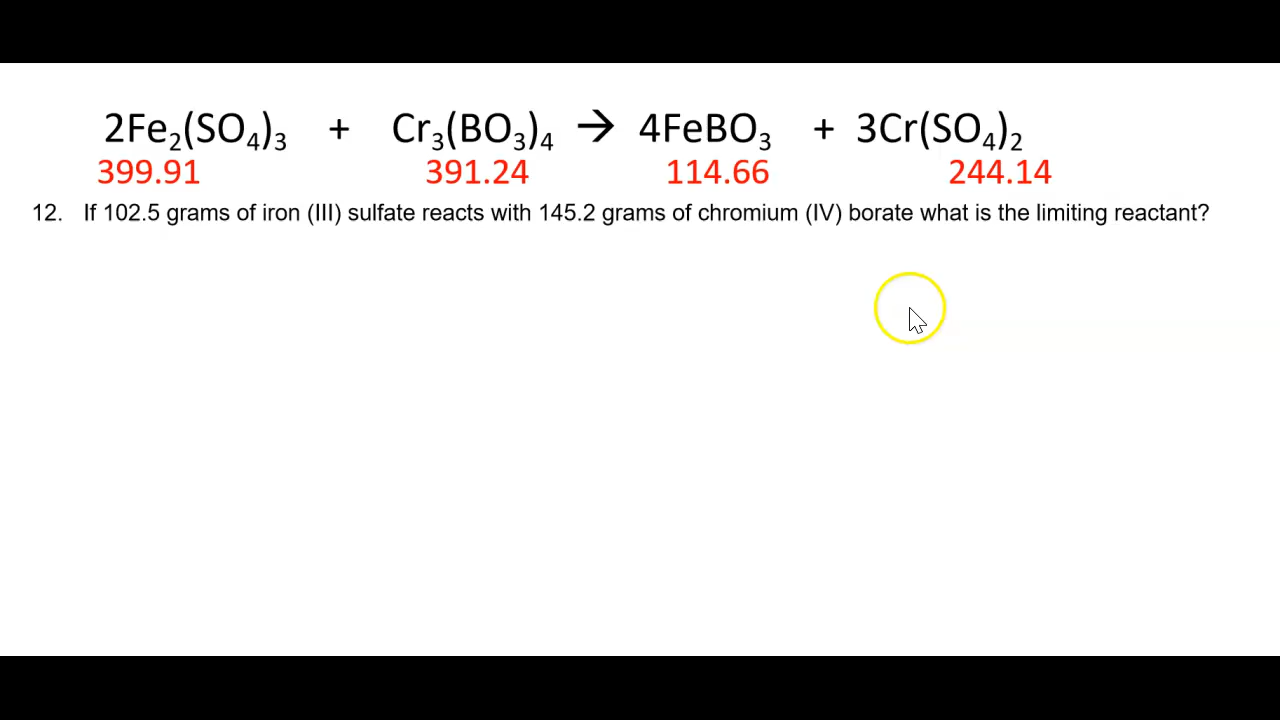 2Fe₂(SO₄)₃ + Cr₃(BO₃)₄ → 4FeBO₃ + 3Cr(SO₄)₂
399.91 391.24 114.66 244.14
12. If 102.5 grams of iron (III) sulfate reacts with 145.2 grams of chromium (IV) borate what is the limiting reactant?